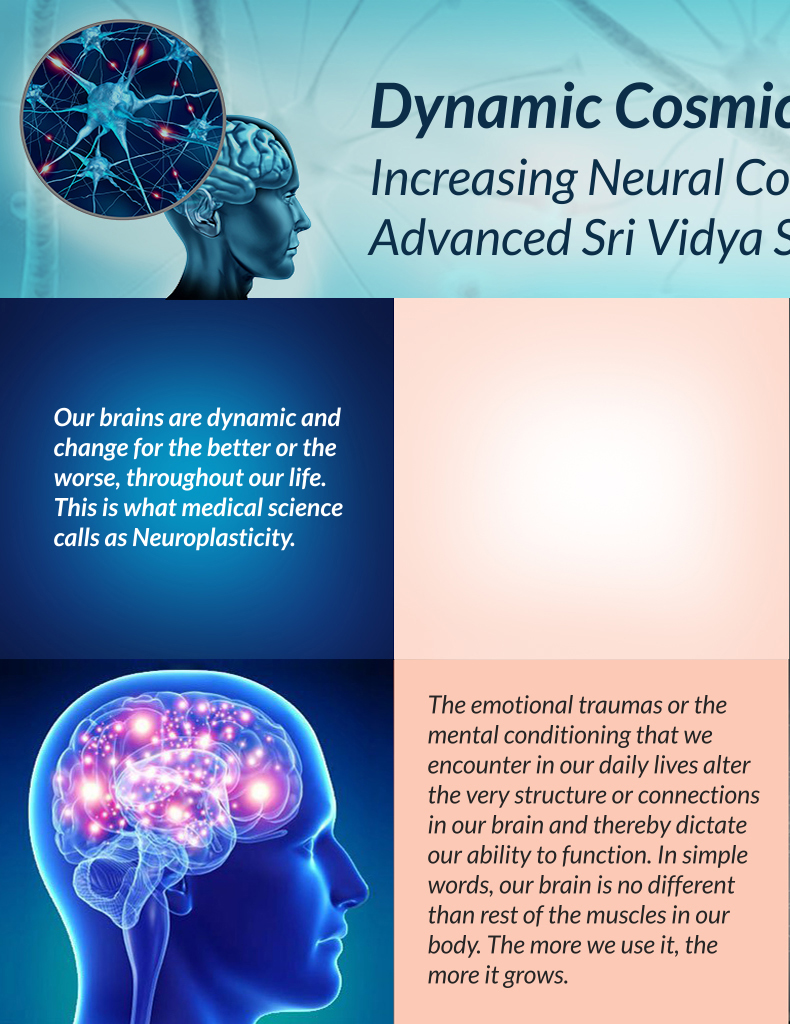 Dynamic Cosmic
Increasing Neural Co
Advanced Sri Vidya S
Our brains are dynamic and
change for the better or the
worse, throughout our life.
This is what medical science
calls as Neuroplasticity.
The emotional traumas or the
mental conditioning that we
encounter in our daily lives alter
the very structure or connections
in our brain and thereby dictate
our ability to function. In simple
words, our brain is no different
than rest of the muscles in our
body. The more we use it, the
more it grows.